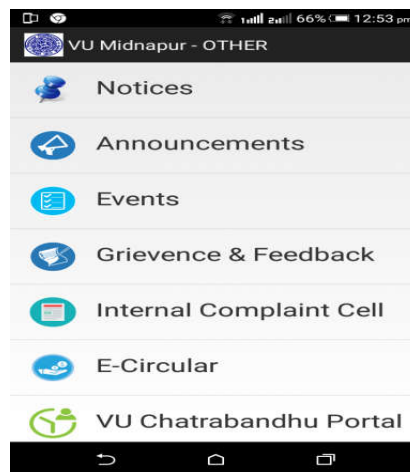 66% 12:53 pm
VU Midnapur - OTHER
Notices
Announcements
Events
Grievence & Feedback
Internal Complaint Cell
E-Circular
VU Chatrabandhu Portal